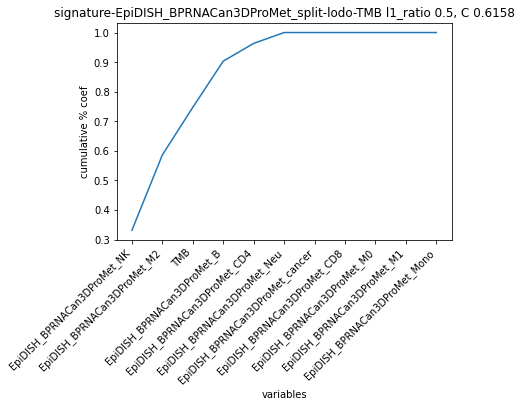 signature-EpiDISH_BPRNACan3DProMet_split-lodo-TMB l1_ratio 0.5, C 0.6158
cumulative % coef
1.0
0.9
0.8
0.7
0.6
0.5
0.4
0.3
EpiDISH_BPRNACan3DProMet_NK
EpiDISH_BPRNACan3DProMet_M2
TMB
EpiDISH_BPRNACan3DProMet_B
EpiDISH_BPRNACan3DProMet_CD4
EpiDISH_BPRNACan3DProMet_Neu
EpiDISH_BPRNACan3DProMet_cancer
EpiDISH_BPRNACan3DProMet_CD8
EpiDISH_BPRNACan3DProMet_M0
EpiDISH_BPRNACan3DProMet_M1
EpiDISH_BPRNACan3DProMet_Mono
variables